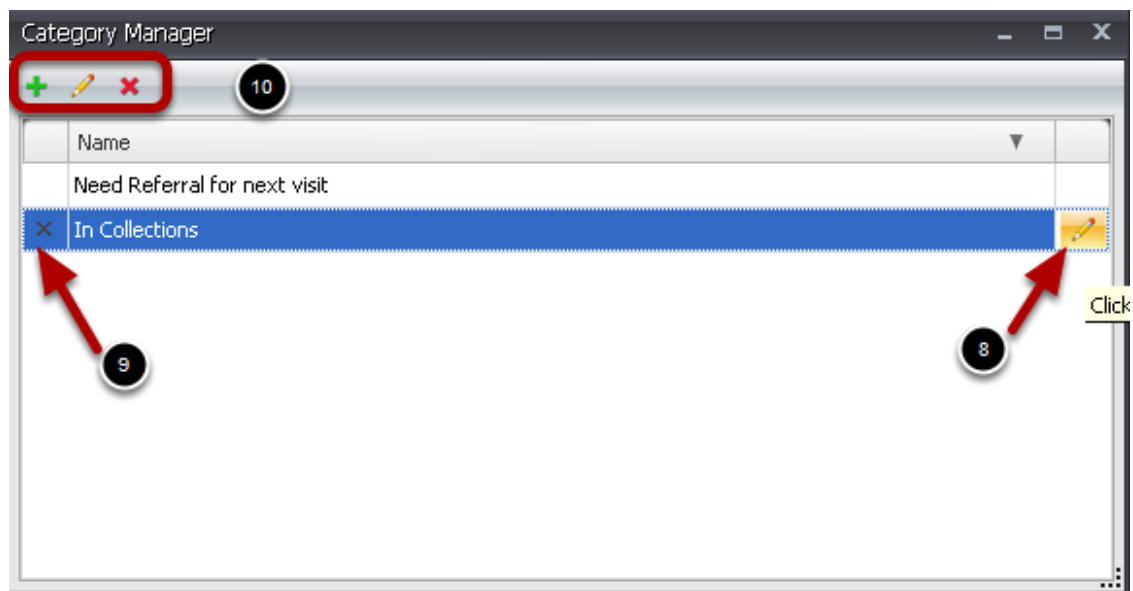 Category Manager
10
Name
Need Referral for next visit
In Collections
Click
8
9